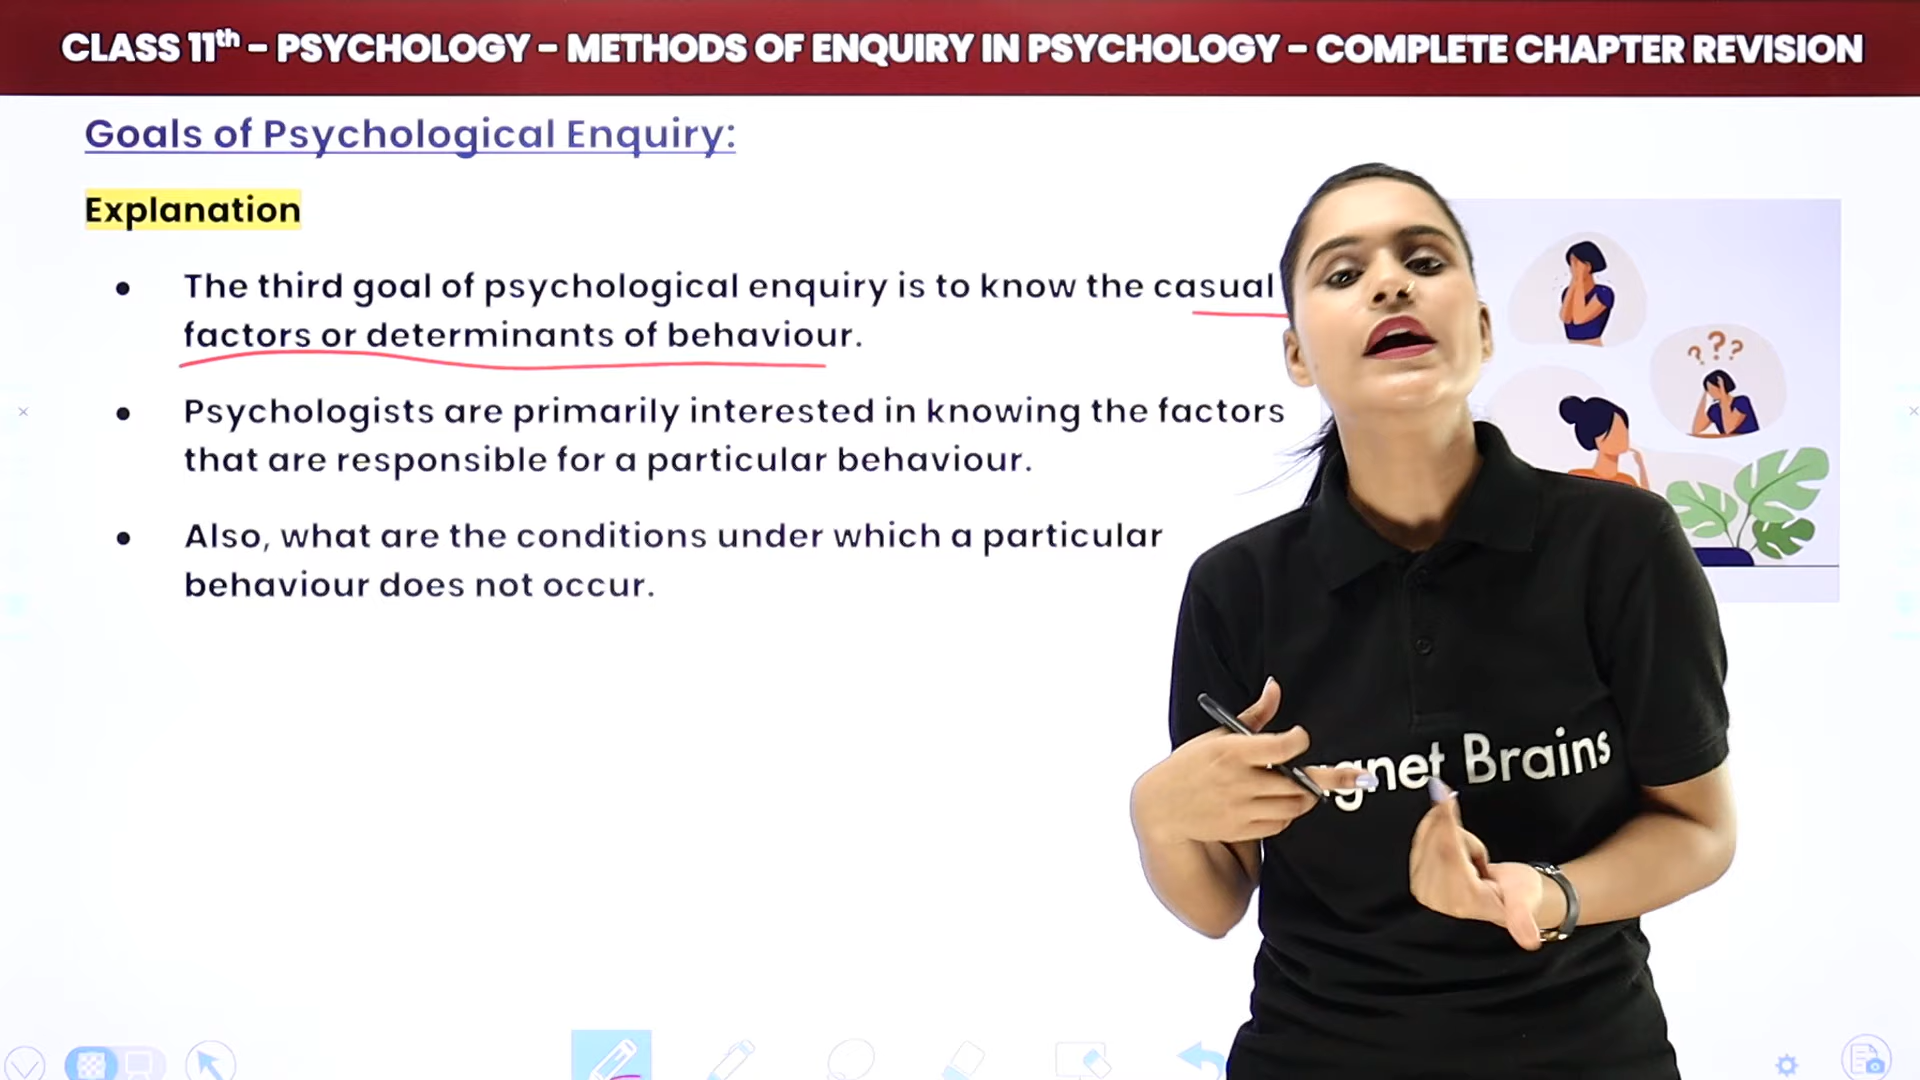 CLASS 11th – PSYCHOLOGY – METHODS OF ENQUIRY IN PSYCHOLOGY – COMPLETE CHAPTER REVISION
Goals of Psychological Enquiry:
Explanation
• The third goal of psychological enquiry is to know the casual
factors or determinants of behaviour.
• Psychologists are primarily interested in knowing the factors
that are responsible for a particular behaviour.
• Also, what are the conditions under which a particular
behaviour does not occur.
???
gnet Brains